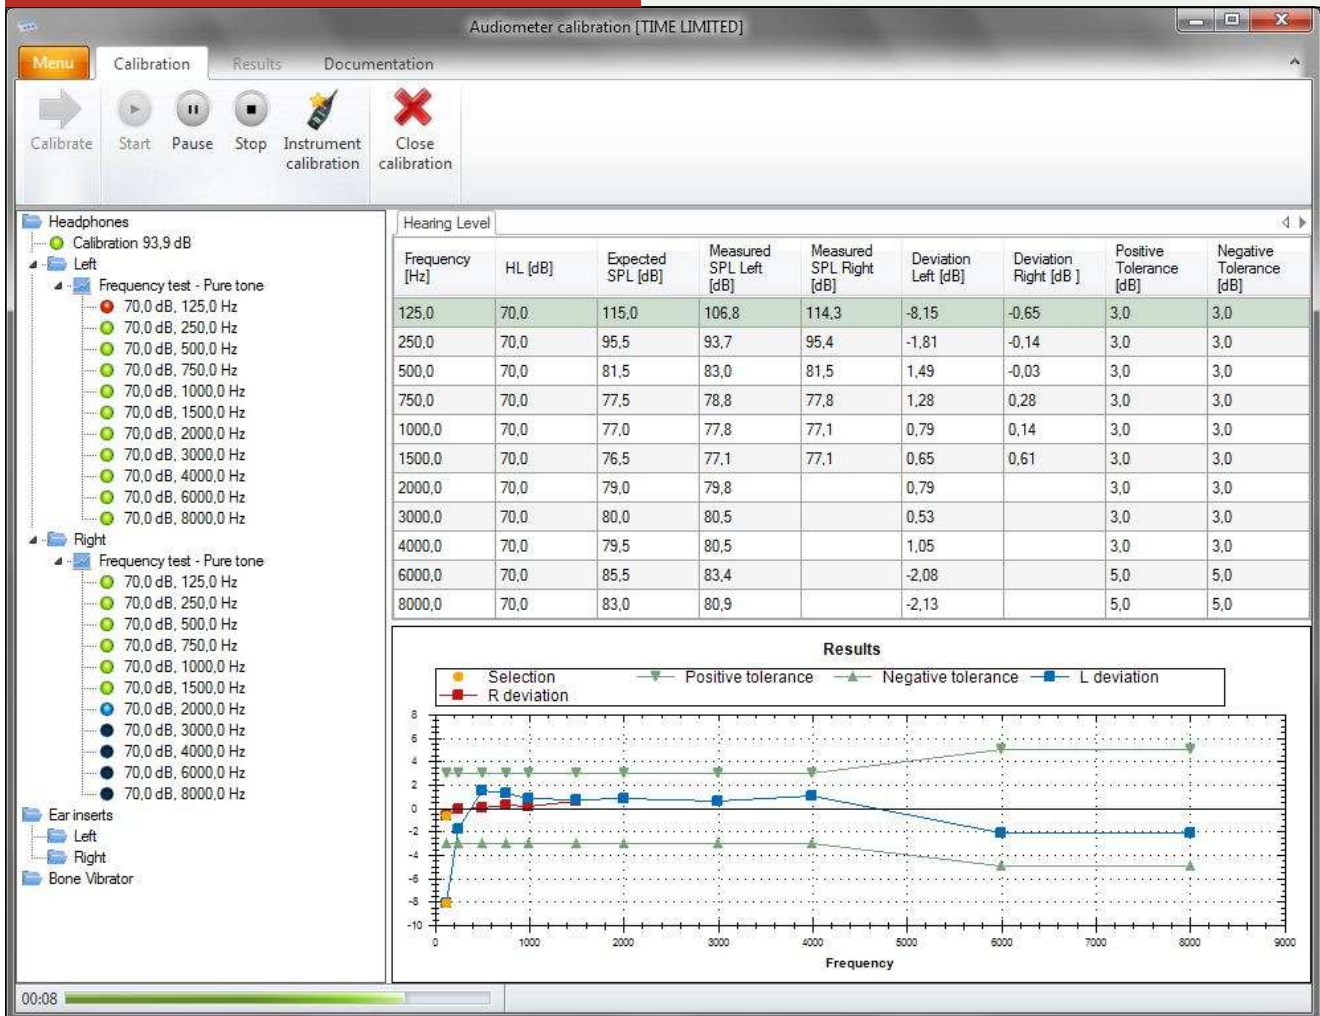 Audiometer calibration [TIME LIMITED]
Menu Calibration Results Documentation
Calibrate Start Pause Stop Instrument calibration Close calibration
Headphones
Calibration 93,9 dB
Left
Frequency test - Pure tone
70,0 dB, 125,0 Hz
70,0 dB, 250,0 Hz
70,0 dB, 500,0 Hz
70,0 dB, 750,0 Hz
70,0 dB, 1000,0 Hz
70,0 dB, 1500,0 Hz
70,0 dB, 2000,0 Hz
70,0 dB, 3000,0 Hz
70,0 dB, 4000,0 Hz
70,0 dB, 6000,0 Hz
70,0 dB, 8000,0 Hz
Right
Frequency test - Pure tone
70,0 dB, 125,0 Hz
70,0 dB, 250,0 Hz
70,0 dB, 500,0 Hz
70,0 dB, 750,0 Hz
70,0 dB, 1000,0 Hz
70,0 dB, 1500,0 Hz
70,0 dB, 2000,0 Hz
70,0 dB, 3000,0 Hz
70,0 dB, 4000,0 Hz
70,0 dB, 6000,0 Hz
70,0 dB, 8000,0 Hz
Ear inserts
Left
Right
Bone Vibrator
Hearing Level
Frequency [Hz] HL [dB] Expected SPL [dB] Measured SPL Left [dB] Measured SPL Right [dB] Deviation Left [dB] Deviation Right [dB ] Positive Tolerance [dB] Negative Tolerance [dB]
125,0 70,0 115,0 106,8 114,3 -8,15 -0,65 3,0 3,0
250,0 70,0 95,5 93,7 95,4 -1,81 -0,14 3,0 3,0
500,0 70,0 81,5 83,0 81,5 1,49 -0,03 3,0 3,0
750,0 70,0 77,5 78,8 77,8 1,28 0,28 3,0 3,0
1000,0 70,0 77,0 77,8 77,1 0,79 0,14 3,0 3,0
1500,0 70,0 76,5 77,1 77,1 0,65 0,61 3,0 3,0
2000,0 70,0 79,0 79,8 0,79 3,0 3,0
3000,0 70,0 80,0 80,5 0,53 3,0 3,0
4000,0 70,0 79,5 80,5 1,05 3,0 3,0
6000,0 70,0 85,5 83,4 -2,08 5,0 5,0
8000,0 70,0 83,0 80,9 -2,13 5,0 5,0
Results
Selection Positive tolerance Negative tolerance L deviation
R deviation
8
6
4
2
0
-2
-4
-6
-8
-10
0 1000 2000 3000 4000 5000 6000 7000 8000 9000
Frequency
00:08